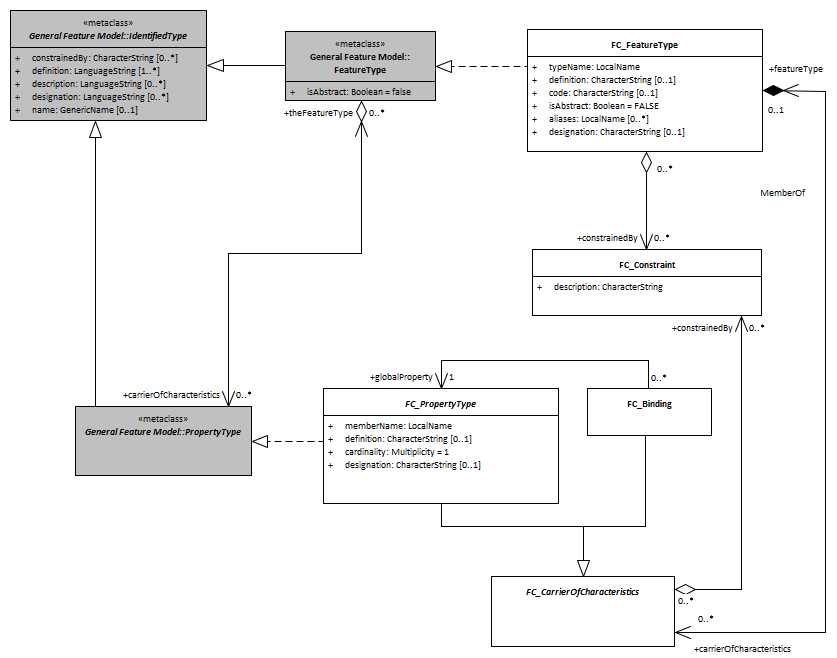 «metaclass»
General Feature Model::IdentifiedType
+ constrainedBy: CharacterString [0..*]
+ definition: LanguageString [1..*]
+ description: LanguageString [0..*]
+ designation: LanguageString [0..*]
+ name: GenericName [0..1]
«metaclass»
General Feature Model::
FeatureType
+ isAbstract: Boolean = false
+theFeatureType
0..*
FC_FeatureType
+ typeName: LocalName
+ definition: CharacterString [0..1]
+ code: CharacterString [0..1]
+ isAbstract: Boolean = FALSE
+ aliases: LocalName [0..*]
+ designation: CharacterString [0..1]
+featureType
0..1
0..*
MemberOf
+constrainedBy
0..*
FC_Constraint
+ description: CharacterString
+constrainedBy
0..*
+carrierOfCharacteristics
0..*
«metaclass»
General Feature Model::PropertyType
+globalProperty
1
0..*
FC_PropertyType
+ memberName: LocalName
+ definition: CharacterString [0..1]
+ cardinality: Multiplicity = 1
+ designation: CharacterString [0..1]
FC_Binding
FC_CarrierOfCharacteristics
0..*
0..*
+carrierOfCharacteristics